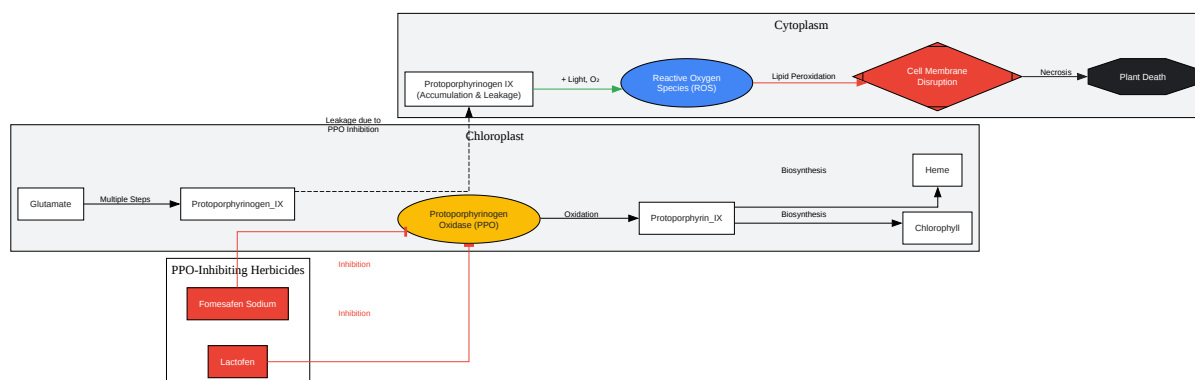 Cytoplasm
Protoporphyrinogen IX
(Accumulation & Leakage)
+ Light, O₂
Reactive Oxygen
Species (ROS)
Lipid Peroxidation
Cell Membrane
Disruption
Necrosis
Plant Death
Leakage due to
PPO Inhibition
Chloroplast
Glutamate
Multiple Steps
Protoporphyrinogen_IX
Protoporphyrinogen
Oxidase (PPO)
Oxidation
Protoporphyrin_IX
Biosynthesis
Heme
Biosynthesis
Chlorophyll
PPO-Inhibiting Herbicides
Inhibition
Fomesafen Sodium
Inhibition
Lactofen